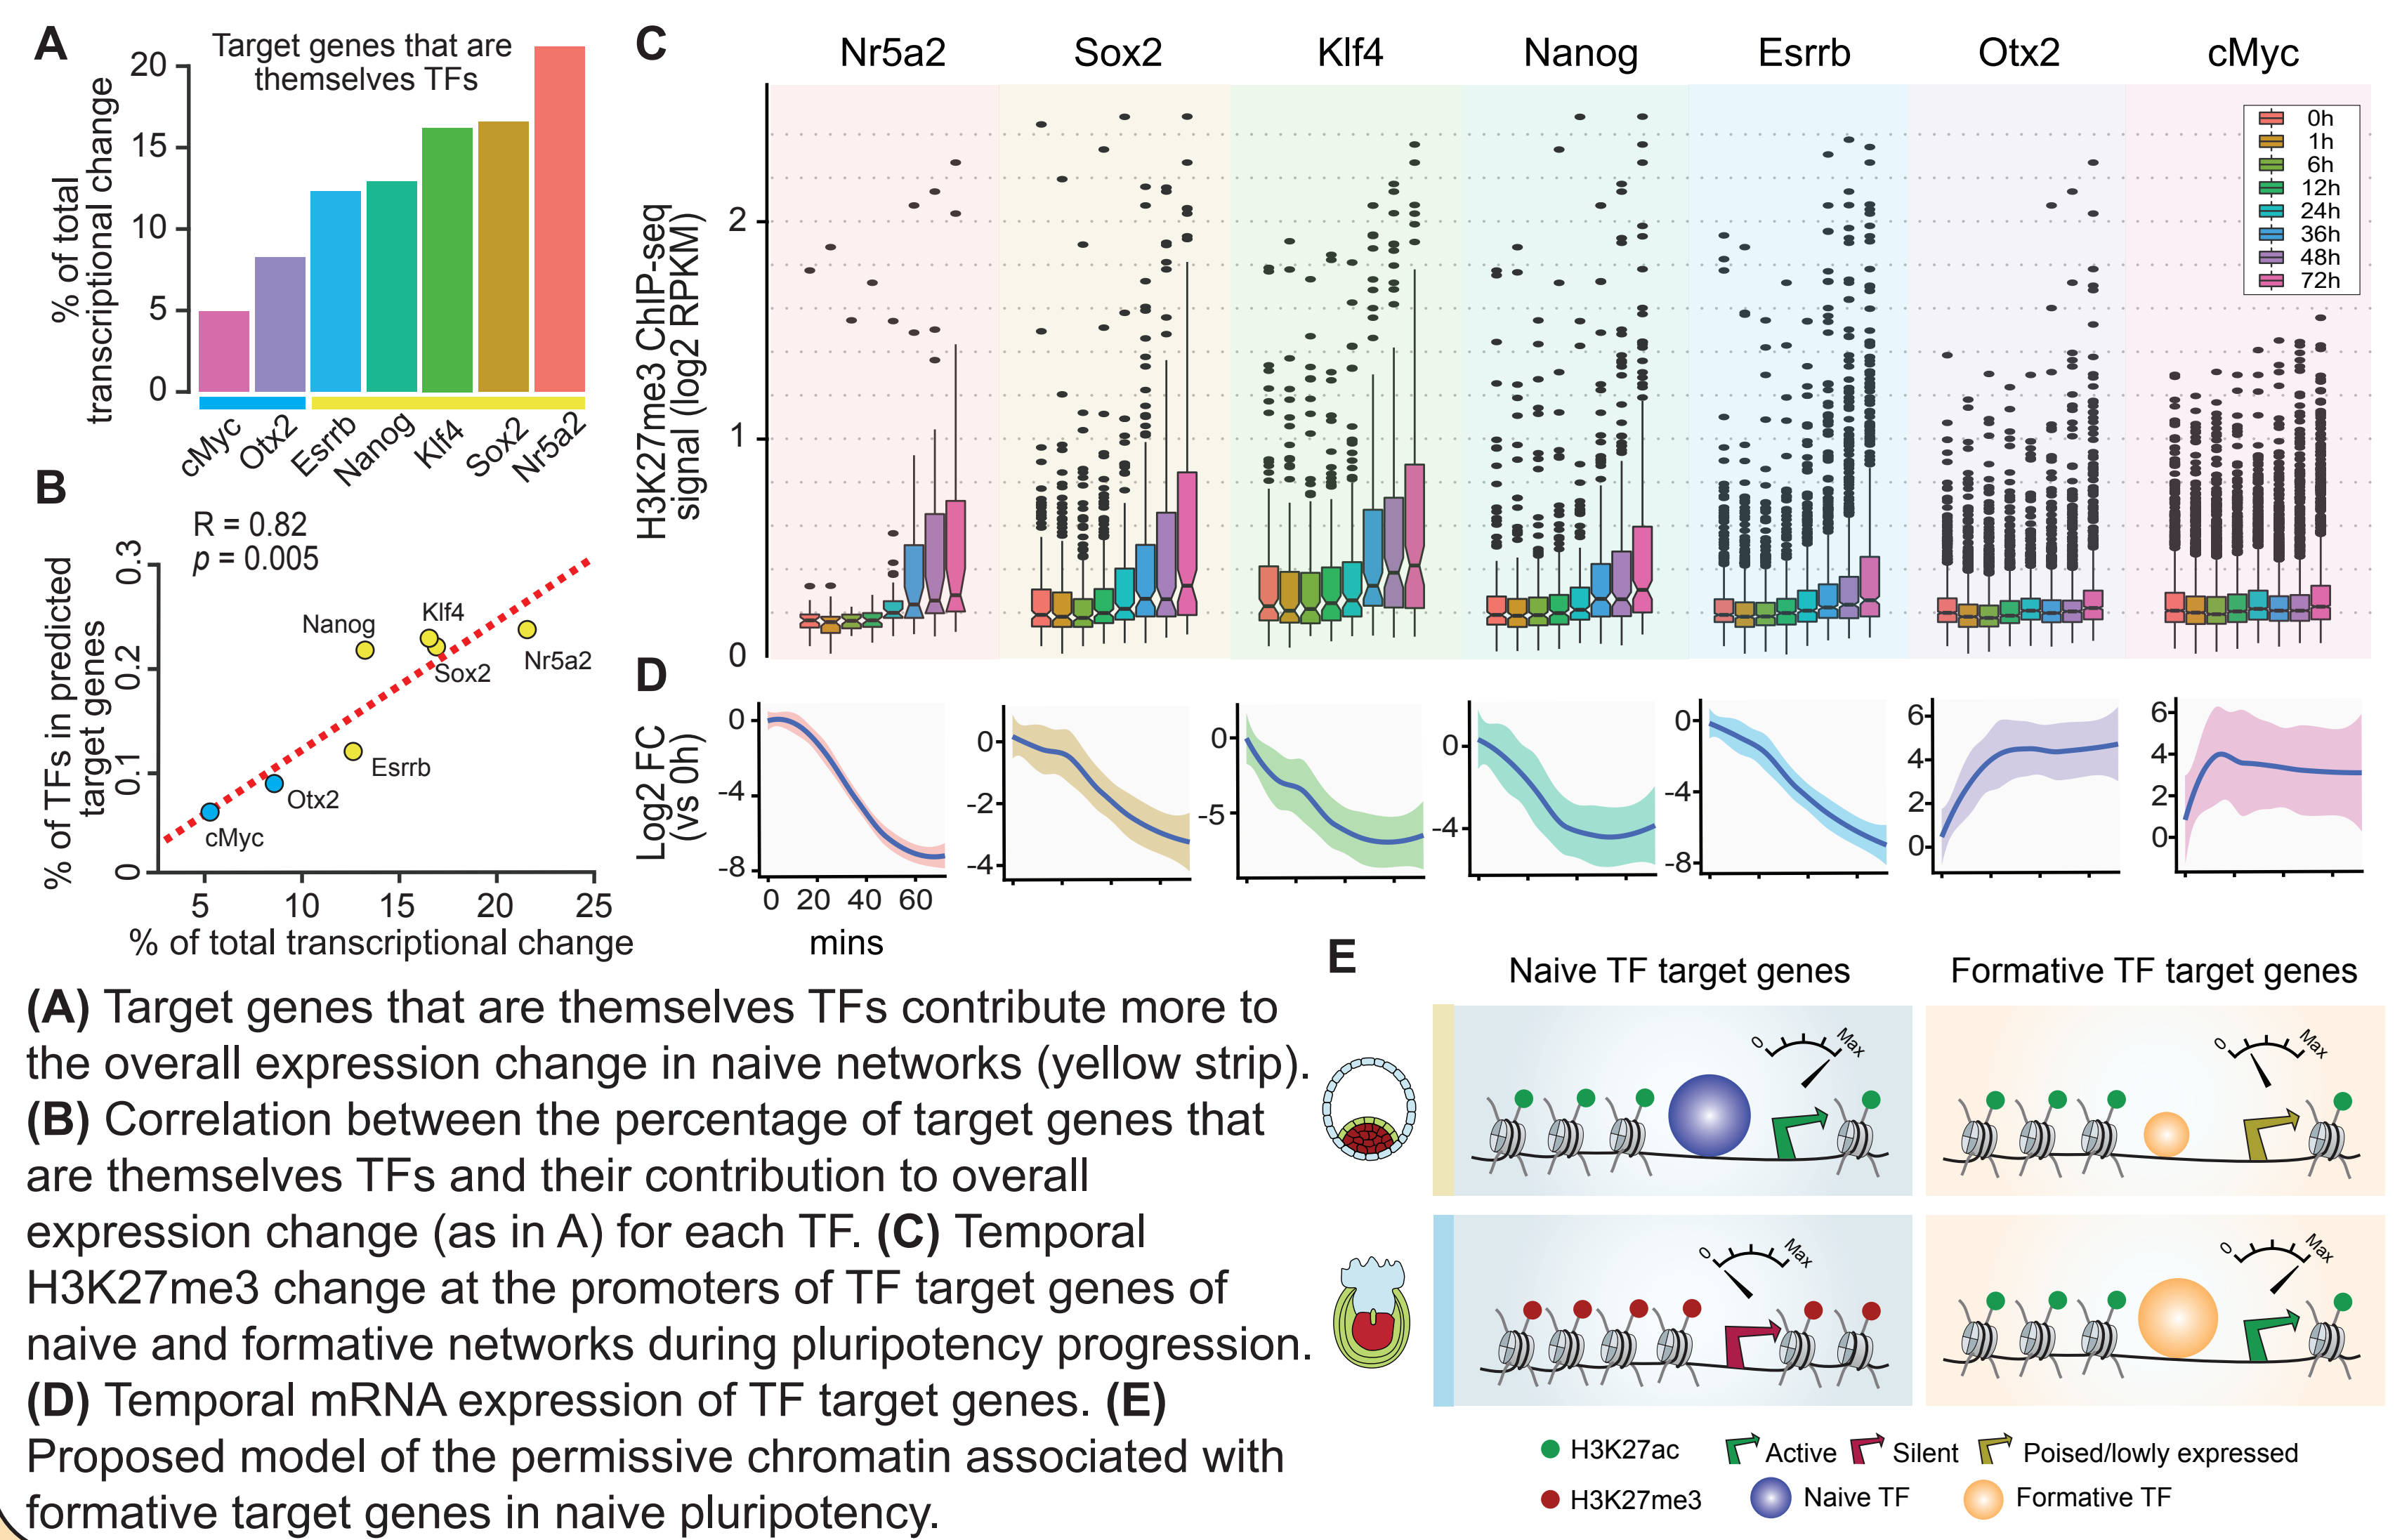 A
Target genes that are
themselves TFs
% of total
transcriptional change
20
15
10
5
0
cMyc
Otx2
Esrrb
Nanog
Klf4
Sox2
Nr5a2
B
R = 0.82
p = 0.005
% of TFs in predicted
target genes
0.3
0.2
0.1
0
Nanog
Klf4
Sox2
Nr5a2
Esrrb
Otx2
cMyc
5
10
15
20
25
% of total transcriptional change
C
Nr5a2
Sox2
Klf4
Nanog
Esrrb
Otx2
cMyc
H3K27me3 ChIP-seq
signal (log2 RPKM)
2
1
0
0h
1h
6h
12h
24h
36h
48h
72h
D
Log2 FC
(vs 0h)
0
-4
-8
0 20 40 60
mins
0
-2
-4
0
-5
0
-4
0
-4
-8
6
4
2
0
6
4
2
0
E
Naive TF target genes
Formative TF target genes
0
Max
0
Max
0
Max
0
Max
H3K27ac
Active
Silent
Poised/lowly expressed
H3K27me3
Naive TF
Formative TF
(A) Target genes that are themselves TFs contribute more to
the overall expression change in naive networks (yellow strip).
(B) Correlation between the percentage of target genes that
are themselves TFs and their contribution to overall
expression change (as in A) for each TF. (C) Temporal
H3K27me3 change at the promoters of TF target genes of
naive and formative networks during pluripotency progression.
(D) Temporal mRNA expression of TF target genes. (E)
Proposed model of the permissive chromatin associated with
formative target genes in naive pluripotency.